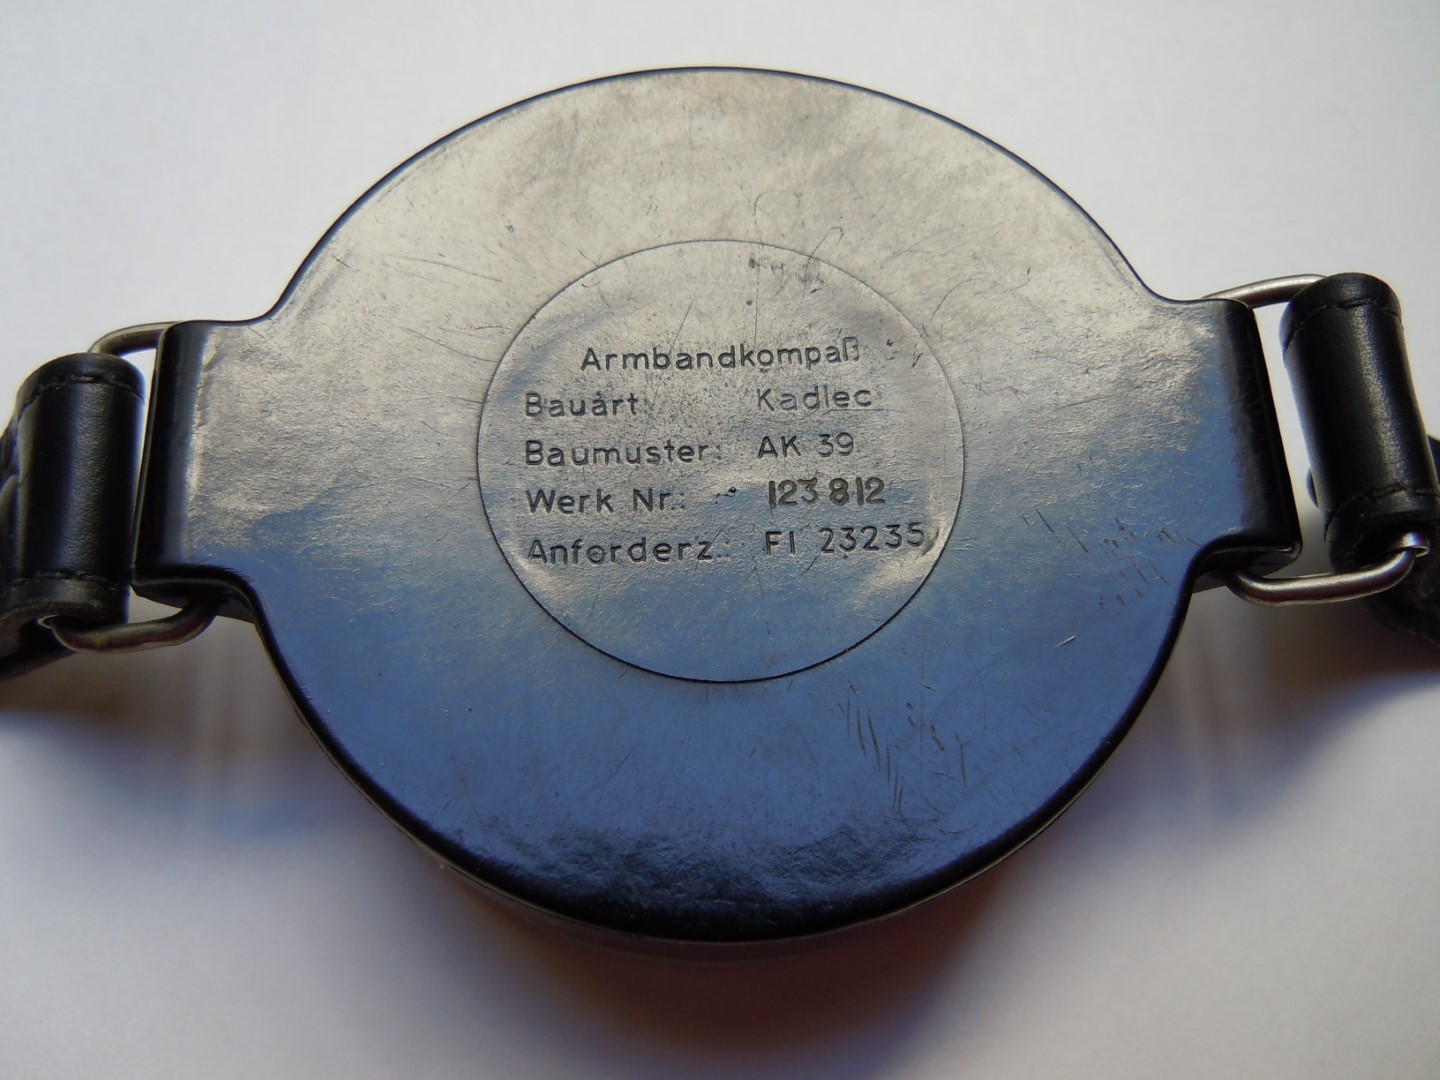 Armbandkompaß
Bauart: Kadlec
Baumuster: AK 39
Werk Nr.: 123812
Anforderz.: Fl 23235